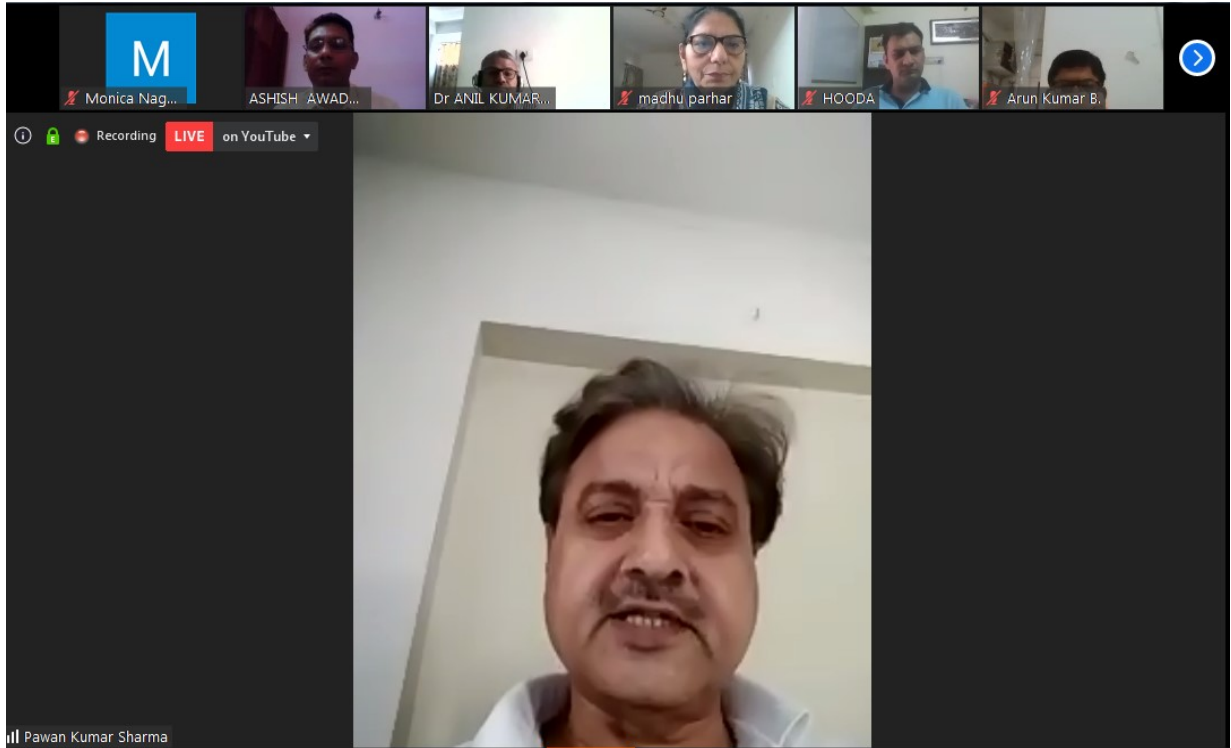 M
Monica Nag...
ASHISH AWAD...
Dr ANIL KUMAR...
madhu parhar
HOODA
Arun Kumar B.
Recording LIVE on YouTube
Pawan Kumar Sharma